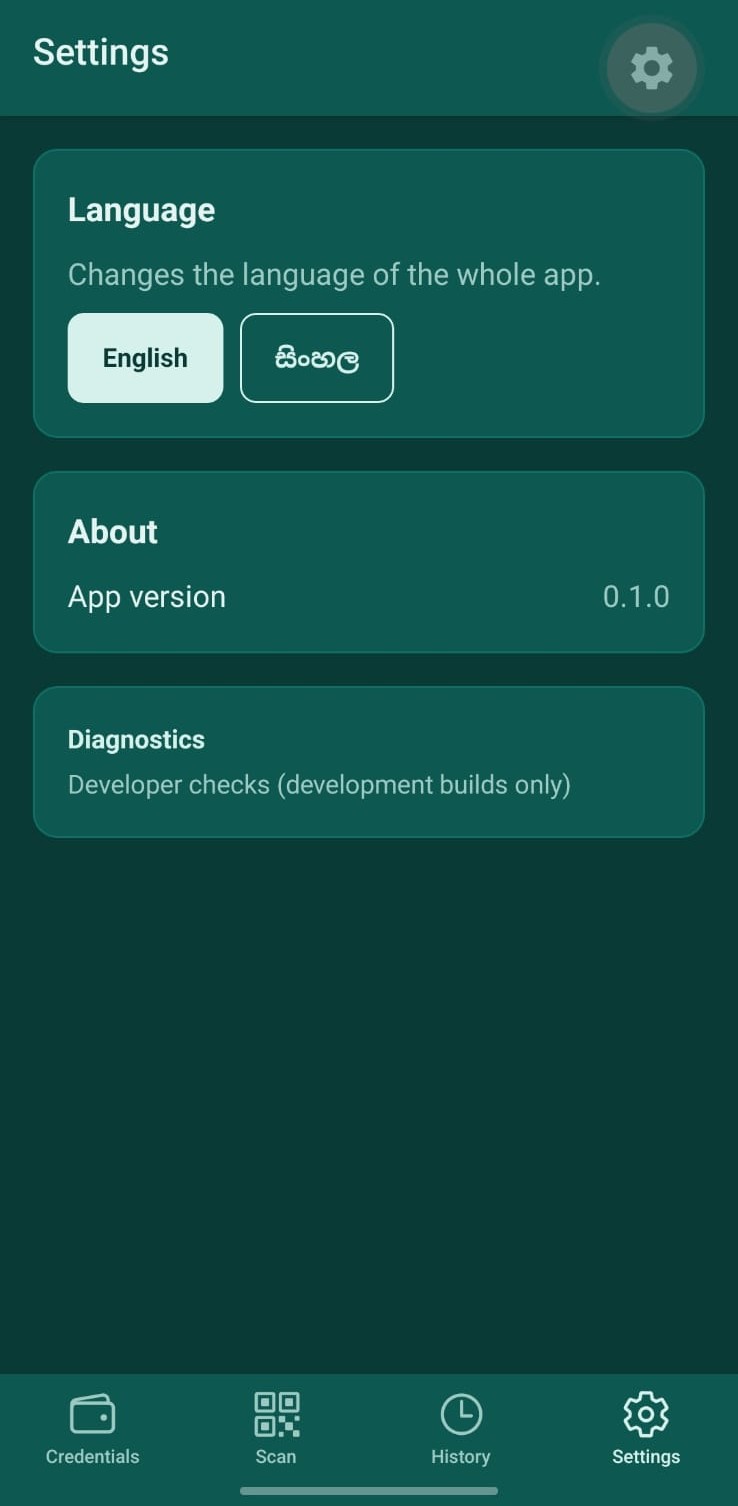 Settings
Language
Changes the language of the whole app.
English
සිංහල
About
App version
0.1.0
Diagnostics
Developer checks (development builds only)
Credentials
Scan
History
Settings